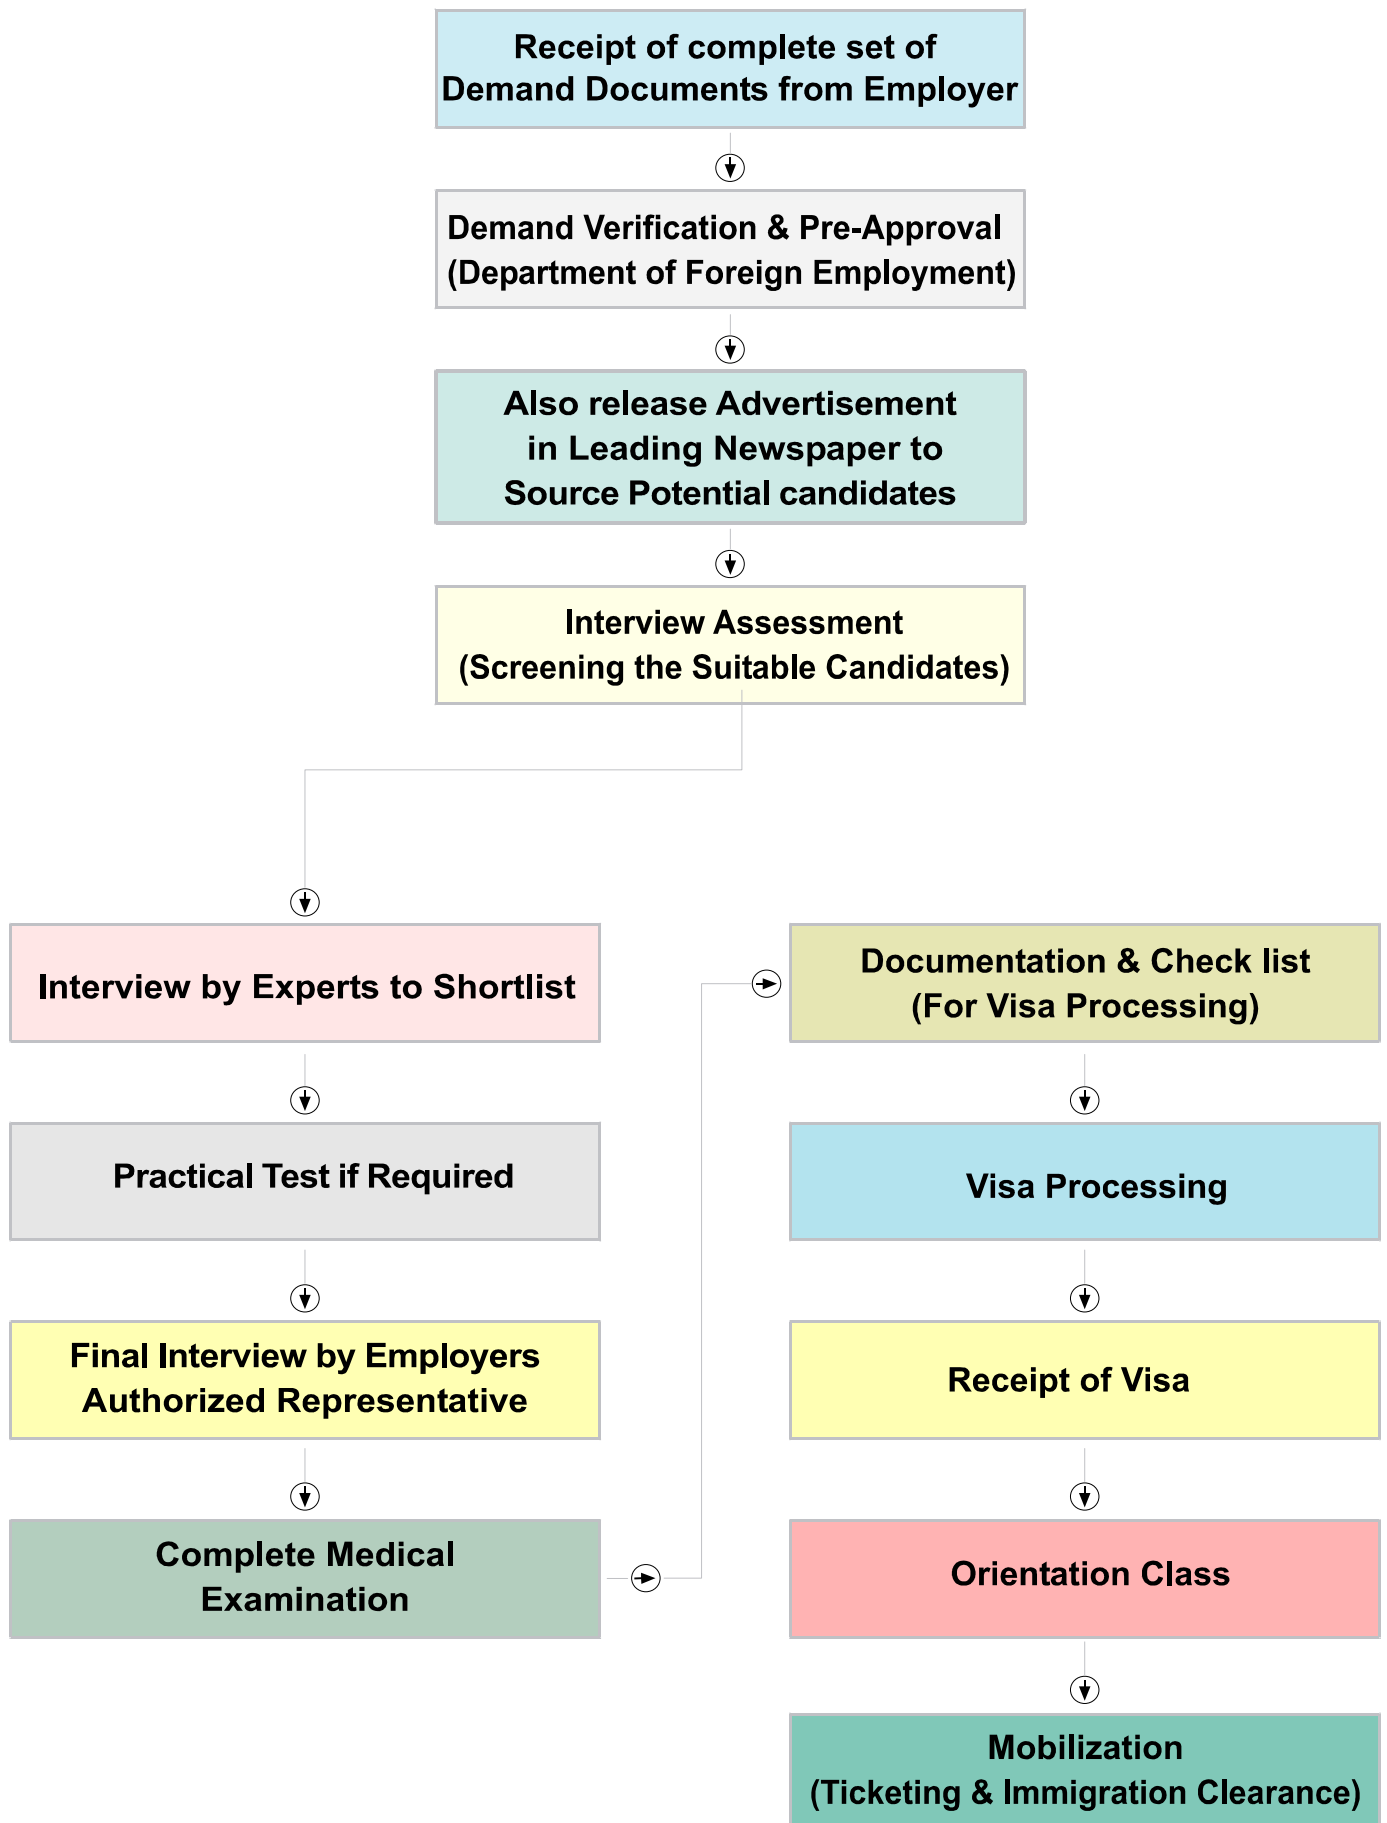 Receipt of complete set of
Demand Documents from Employer
Demand Verification & Pre-Approval
(Department of Foreign Employment)
Also release Advertisement
in Leading Newspaper to
Source Potential candidates
Interview Assessment
(Screening the Suitable Candidates)
Interview by Experts to Shortlist
Practical Test if Required
Final Interview by Employers
Authorized Representative
Complete Medical
Examination
Documentation & Check list
(For Visa Processing)
Visa Processing
Receipt of Visa
Orientation Class
Mobilization
(Ticketing & Immigration Clearance)